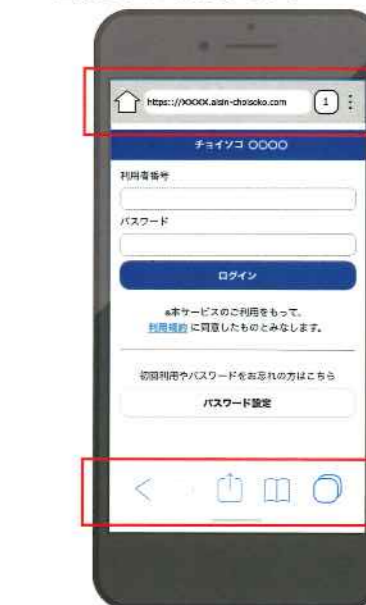 https://XXXX.aisin-choisoko.com
1
チョイソコ 〇〇〇〇
利用者番号
パスワード
ログイン
※本サービスのご利用をもって、
利用規約 に同意したものとみなします。
初回利用やパスワードをお忘れの方はこちら
パスワード設定